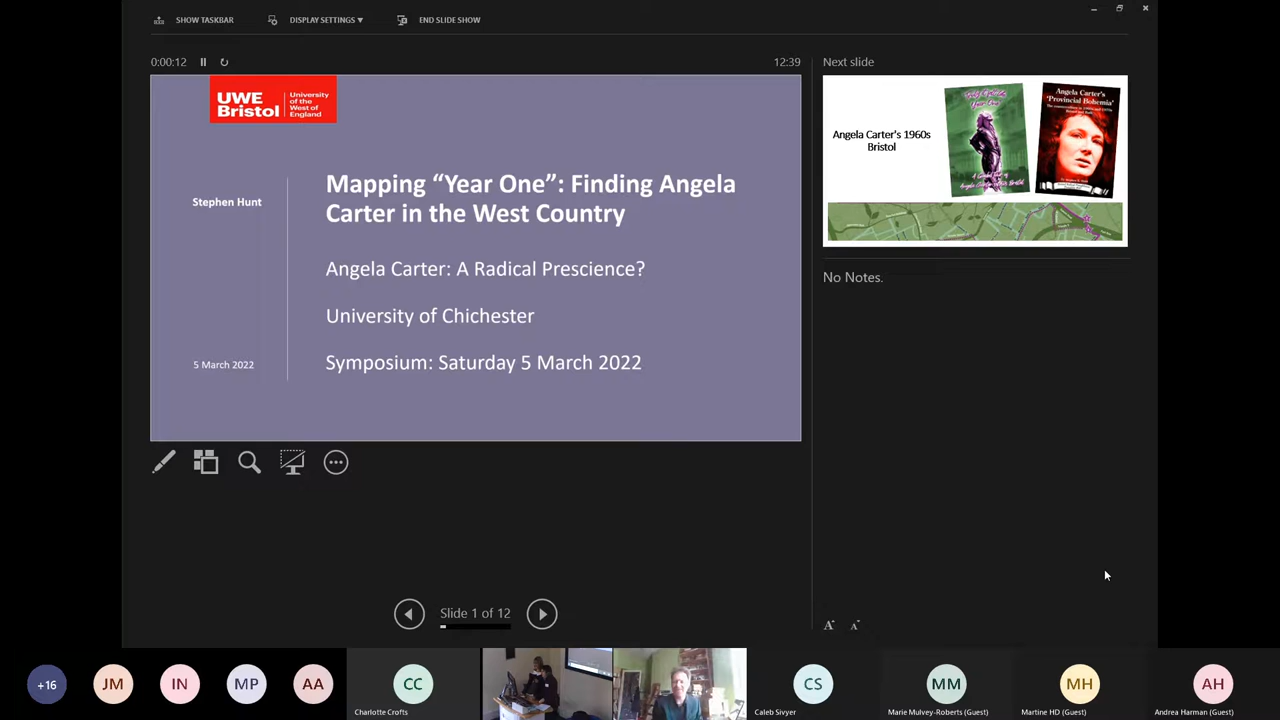 SHOW TASKBAR
DISPLAY SETTINGS ▼
END SLIDE SHOW
0:00:12
12:39
UWE
Bristol
University
of the
West of
England
Stephen Hunt
5 March 2022
Mapping “Year One”: Finding Angela
Carter in the West Country
Angela Carter: A Radical Prescience?
University of Chichester
Symposium: Saturday 5 March 2022
Next slide
Angela Carter's 1960s
Bristol
Year One
Angela Carter's
'Provincial Bohemia'
No Notes.
Slide 1 of 12
A
A
+16
JM
IN
MP
AA
CC
Charlotte Crofts
CS
Caleb Sivyer
MM
Marie Mulvey-Roberts (Guest)
MH
Martine HD (Guest)
AH
Andrea Harman (Guest)